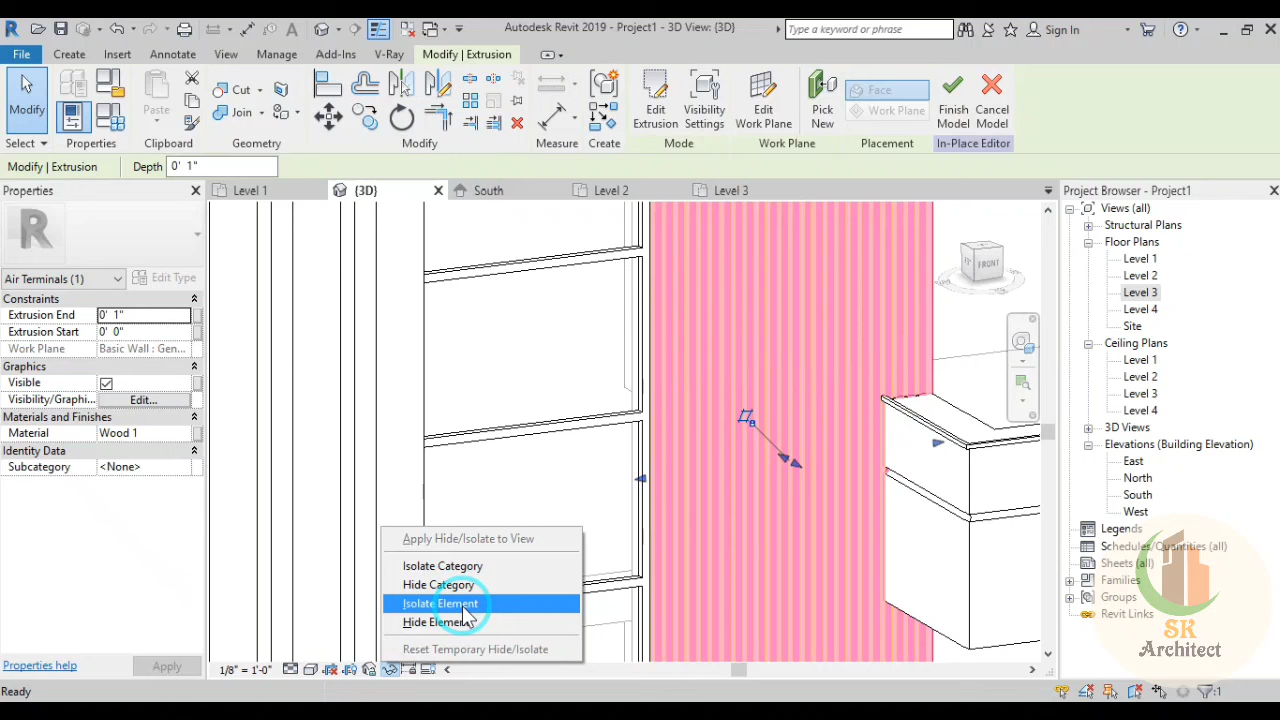 Autodesk Revit 2019 - Project1 - 3D View: {3D}
Type a keyword or phrase
Sign In
File Create Insert Annotate View Manage Add-Ins V-Ray Modify | Extrusion
Modify
Paste
Cut
Join
Edit Extrusion
Visibility Settings
Edit Work Plane
Pick New
Face
Work Plane
Finish Model
Cancel Model
Select Properties Clipboard Geometry Modify Measure Create Mode Work Plane Placement In-Place Editor
Modify | Extrusion Depth 0' 1"
Properties
Level 1 {3D} South Level 2 Level 3
Project Browser - Project1
R
Air Terminals (1) Edit Type
Constraints
Extrusion End 0' 1"
Extrusion Start 0' 0"
Work Plane Basic Wall : Gen...
Graphics
Visible
Visibility/Graphi... Edit...
Materials and Finishes
Material Wood 1
Identity Data
Subcategory <None>
Properties help Apply
FRONT
Apply Hide/Isolate to View
Isolate Category
Hide Category
Isolate Element
Hide Element
Reset Temporary Hide/Isolate
1/8" = 1'-0"
Views (all)
Structural Plans
Floor Plans
Level 1
Level 2
Level 3
Level 4
Site
Ceiling Plans
Level 1
Level 2
Level 3
Level 4
3D Views
Elevations (Building Elevation)
East
North
South
West
Legends
Schedules/Quantities (all)
Sheets (all)
Families
Groups
Revit Links
SK
Architect
Ready
:1